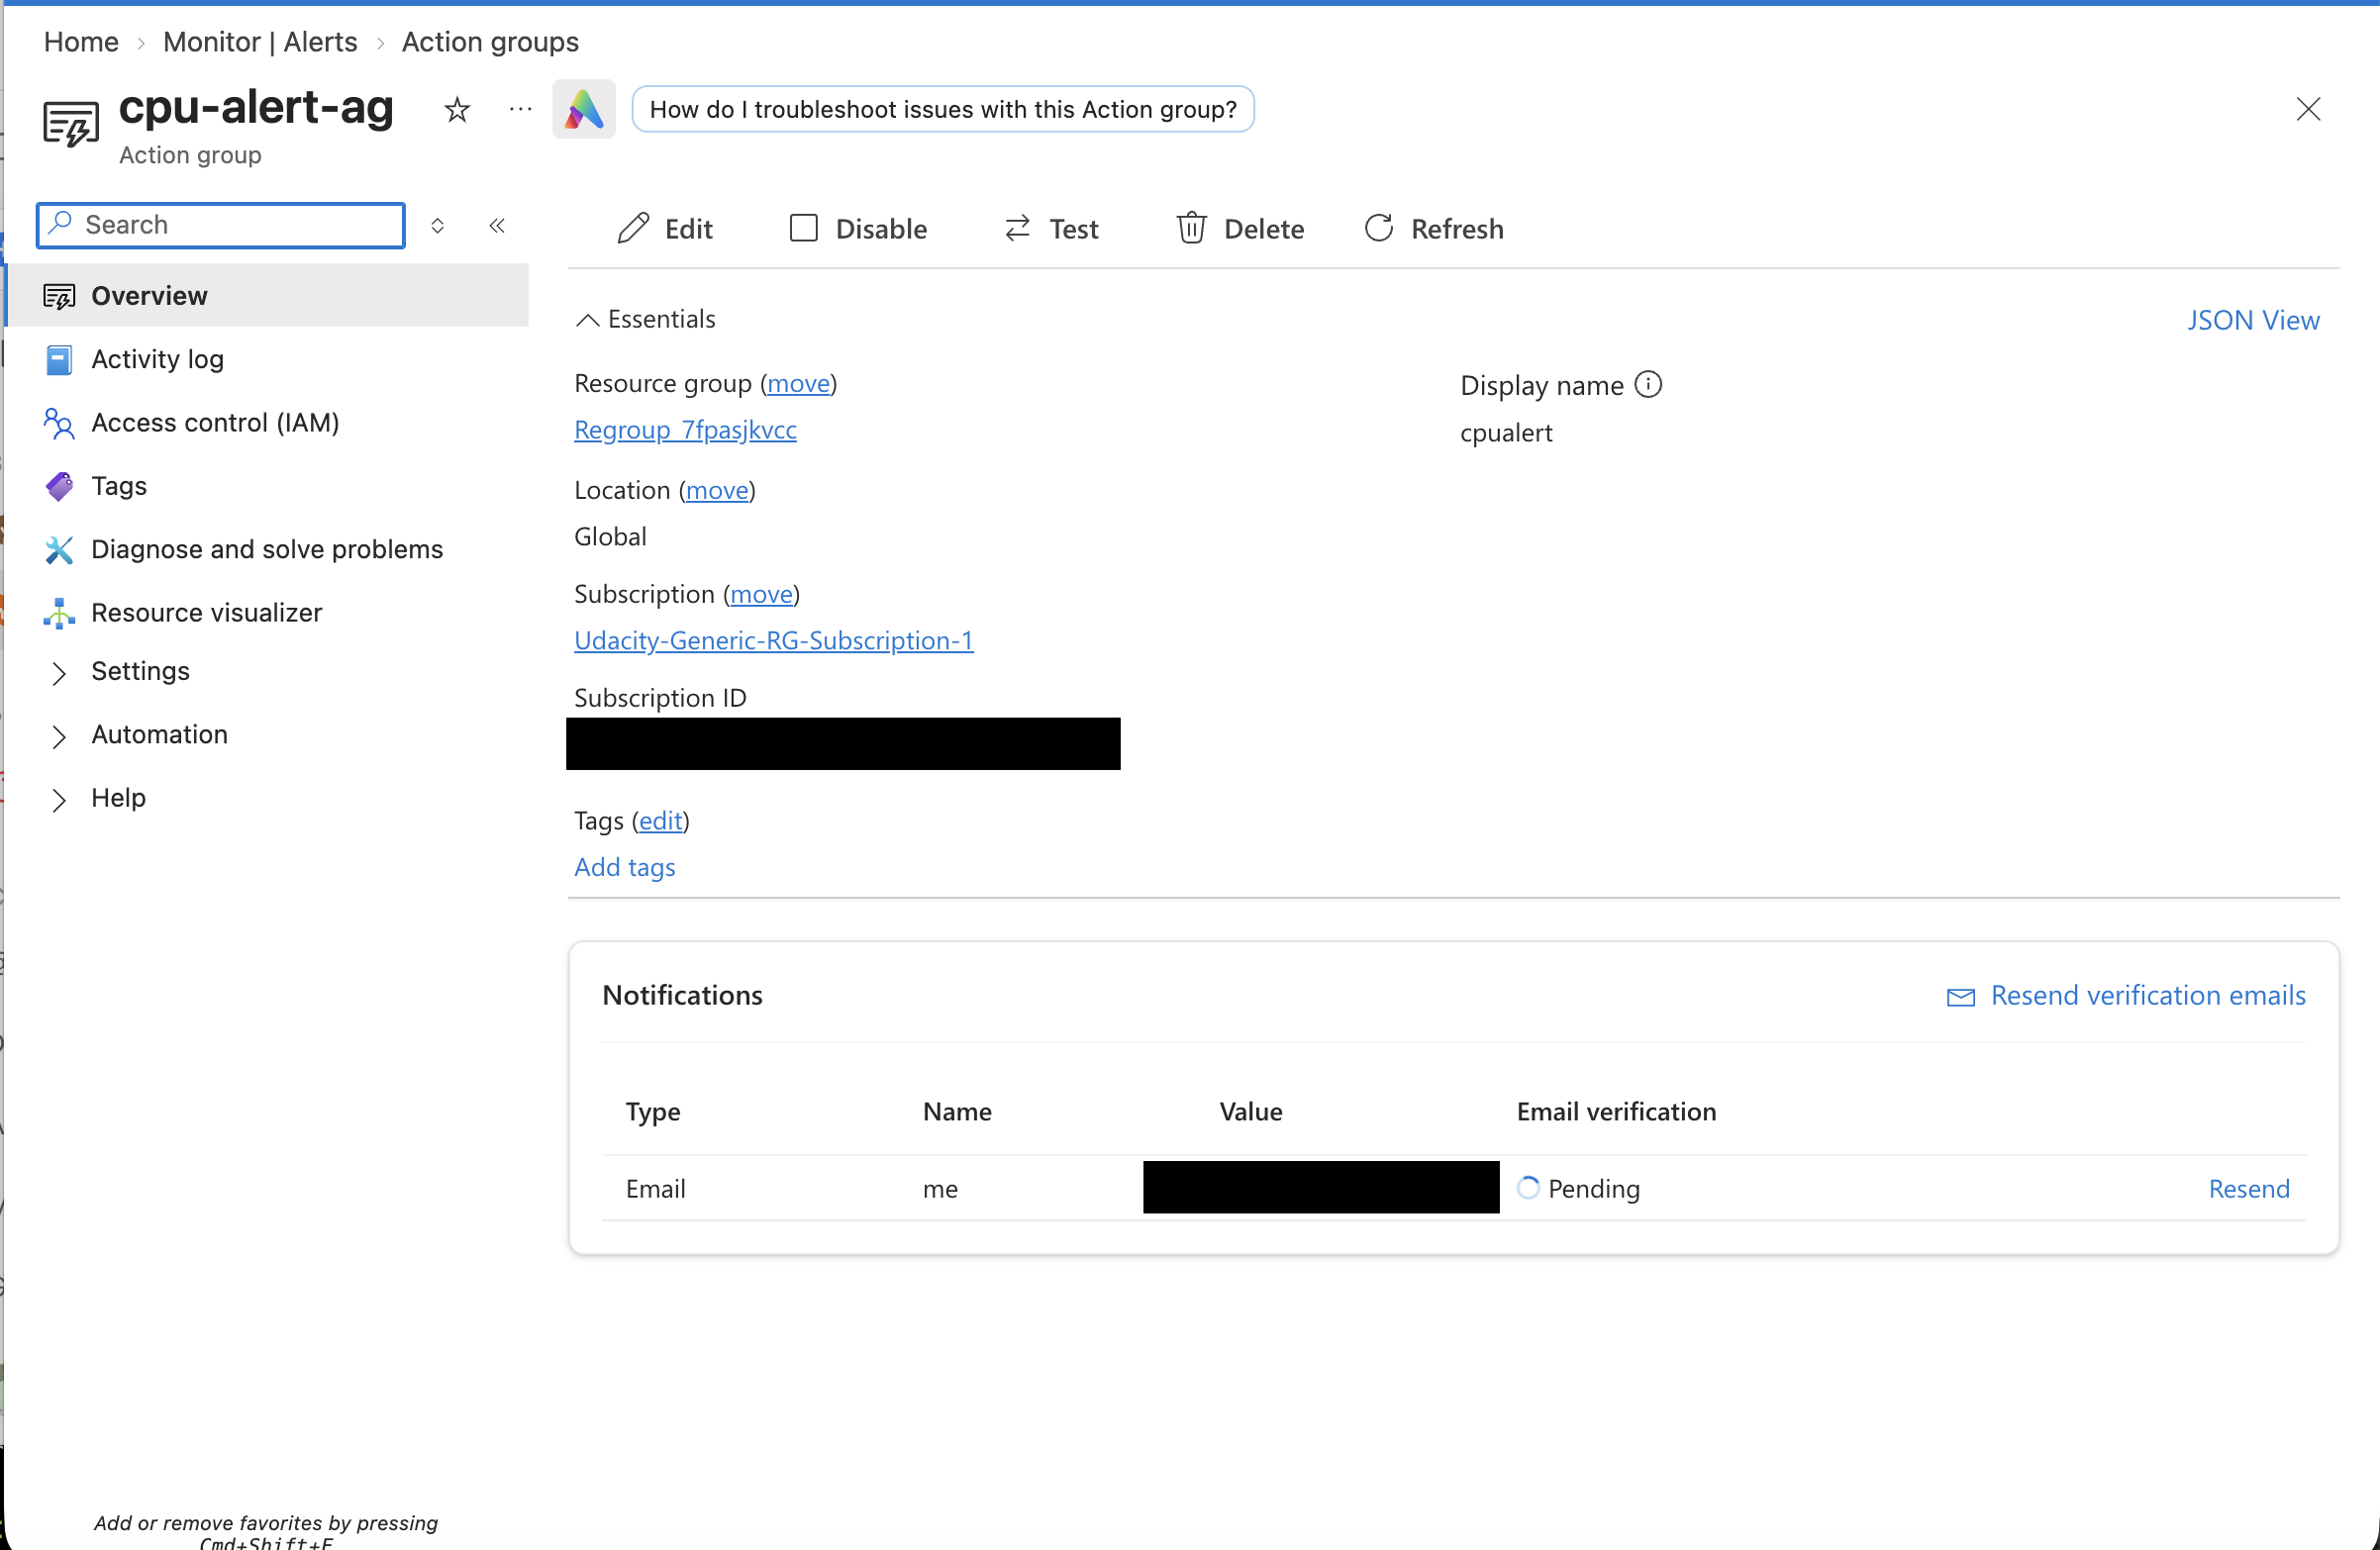 Home > Monitor | Alerts > Action groups
cpu-alert-ag
How do I troubleshoot issues with this Action group?
Action group
Search
Edit
Disable
Test
Delete
Refresh
Overview
Activity log
Access control (IAM)
Tags
Diagnose and solve problems
Resource visualizer
Settings
Automation
Help
Add or remove favorites by pressing
Cmd+Shift+F
Essentials
JSON View
Resource group (move)
Regroup_7fpasjkvcc
Display name
cpualert
Location (move)
Global
Subscription (move)
Udacity-Generic-RG-Subscription-1
Subscription ID
Tags (edit)
Add tags
Notifications
Resend verification emails
Type Name Value Email verification
Email me Pending Resend